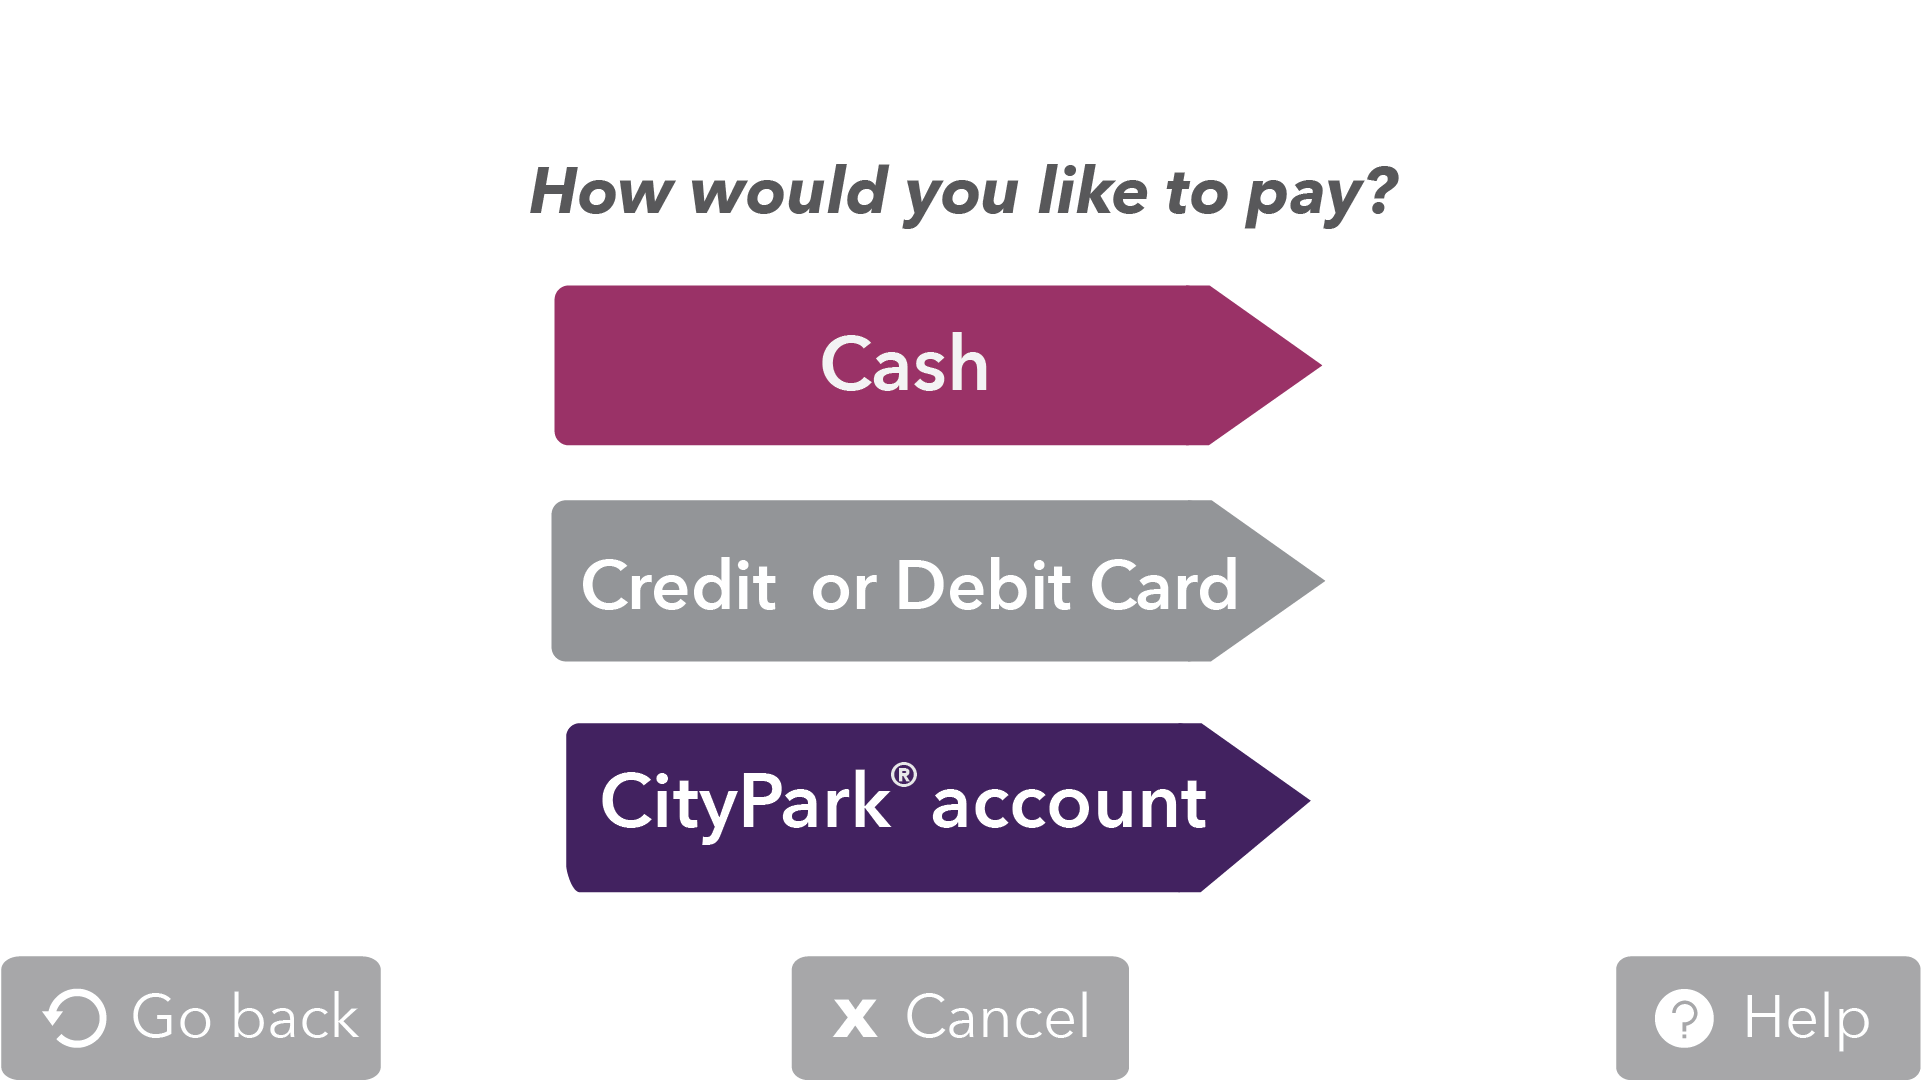 How would you like to pay?
Cash
Credit or Debit Card
CityPark® account
Go back
x Cancel
? Help